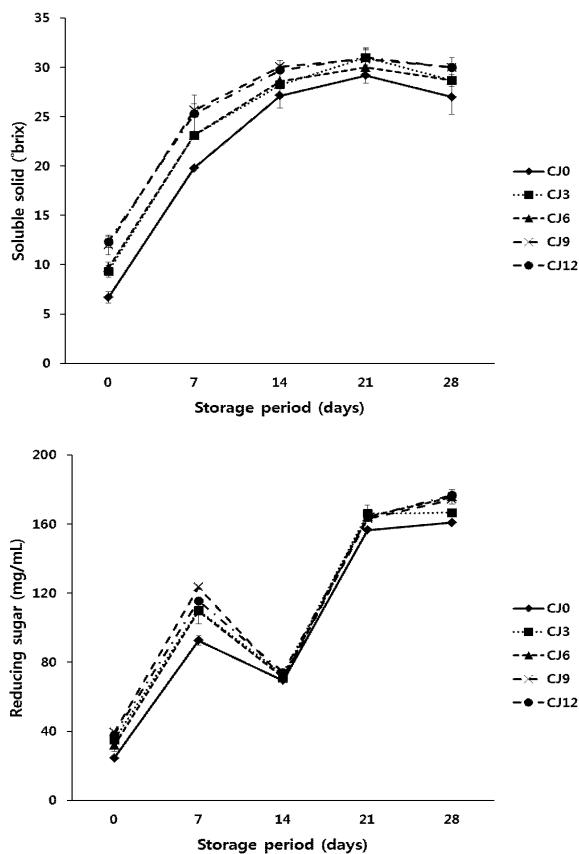 35
30
25
20
15
10
5
0
Soluble solid (˚brix)
0 7 14 21 28
Storage period (days)
CJ0
CJ3
CJ6
CJ9
CJ12
200
160
120
80
40
0
Reducing sugar (mg/mL)
0 7 14 21 28
Storage period (days)
CJ0
CJ3
CJ6
CJ9
CJ12